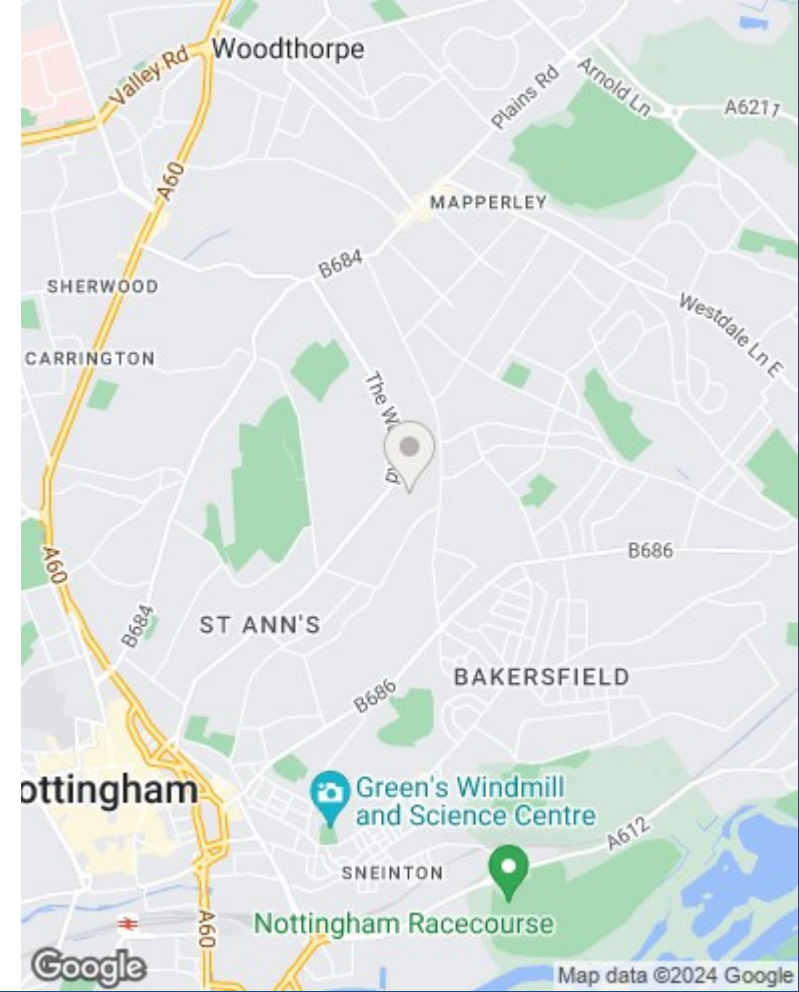 Woodthorpe
Valley Rd
Plains Rd
Arnold Ln
A6211
A60
MAPPERLEY
B684
SHERWOOD
Westdale Ln E
CARRINGTON
The We
A60
B686
B684
ST ANN'S
BAKERSFIELD
B686
ottingham
Green's Windmill
and Science Centre
A612
SNEINTON
A60
Nottingham Racecourse
Google
Map data ©2024 Google